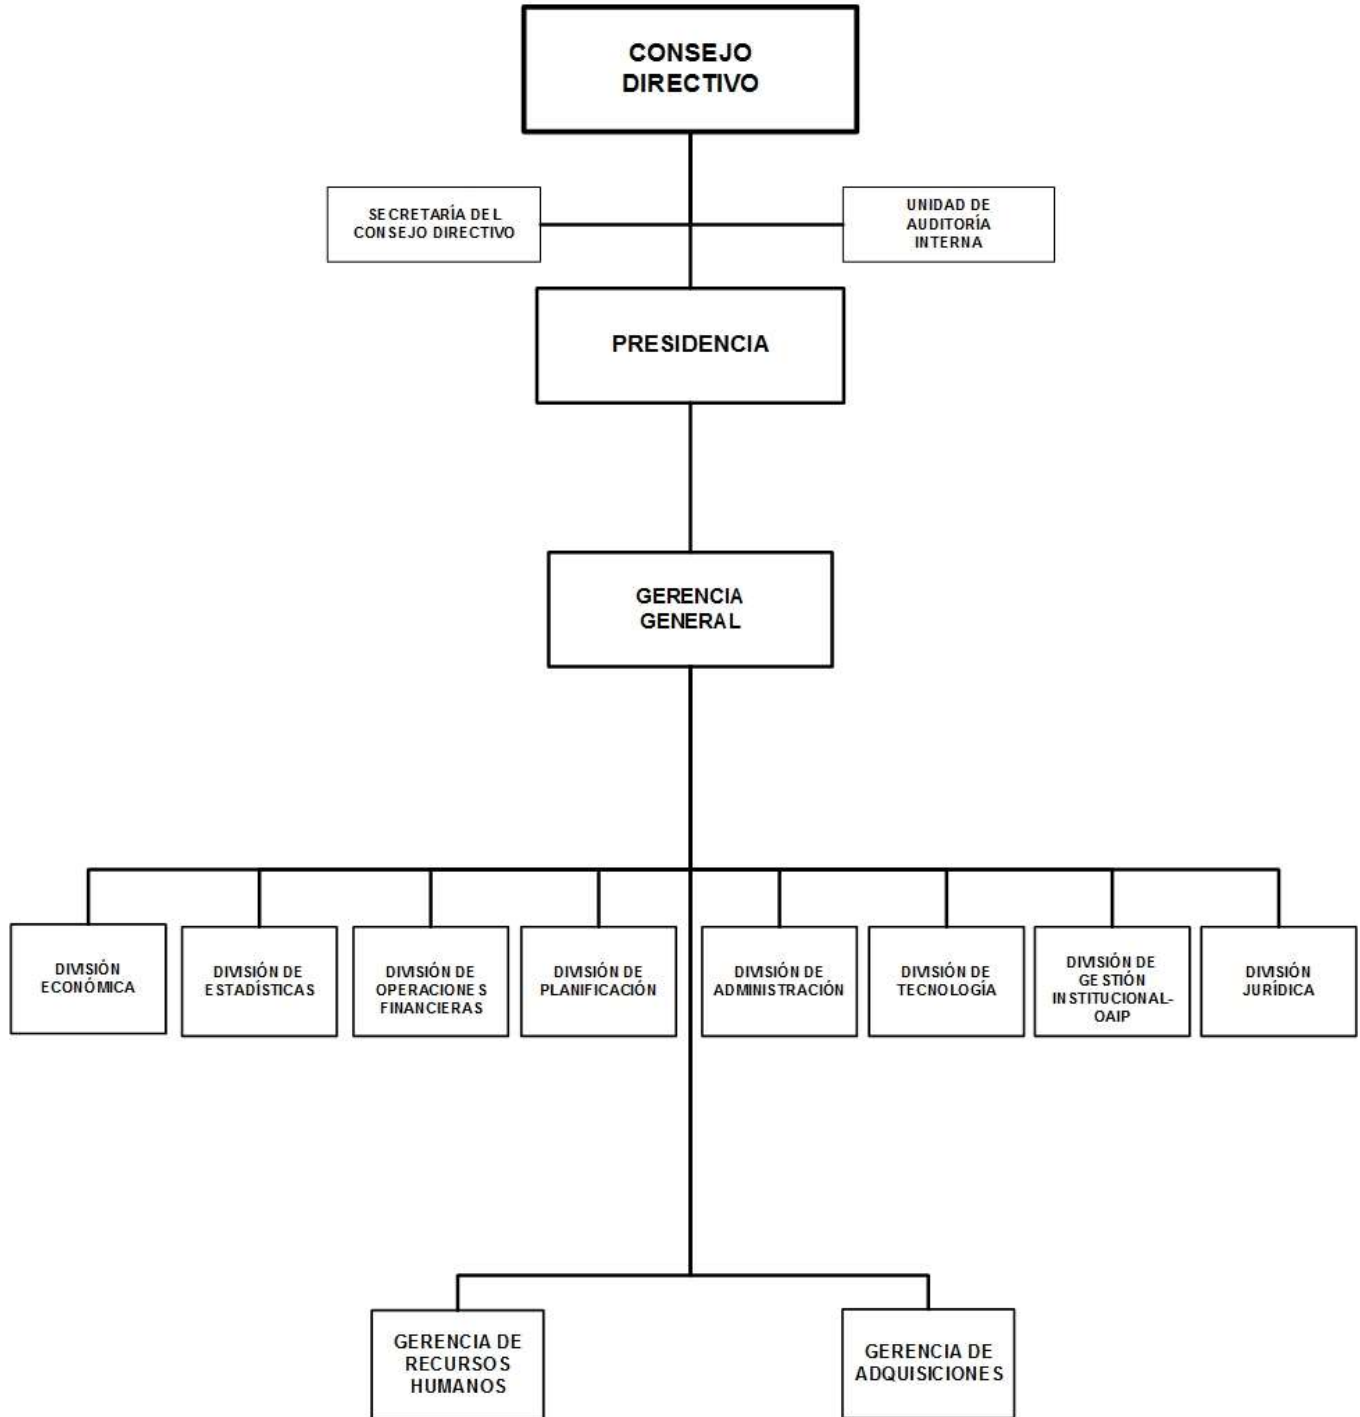 CONSEJO
DIRECTIVO
SECRETARÍA DEL
CONSEJO DIRECTIVO
UNIDAD DE
AUDITORÍA
INTERNA
PRESIDENCIA
GERENCIA
GENERAL
DIVISIÓN
ECONÓMICA
DIVISIÓN DE
ESTADÍSTICAS
DIVISIÓN DE
OPERACIONES
FINANCIERAS
DIVISIÓN DE
PLANIFICACIÓN
DIVISIÓN DE
ADMINISTRACIÓN
DIVISIÓN DE
TECNOLOGÍA
DIVISIÓN DE
GESTIÓN
INSTITUCIONAL-
OAIP
DIVISIÓN
JURÍDICA
GERENCIA DE
RECURSOS
HUMANOS
GERENCIA DE
ADQUISICIONES